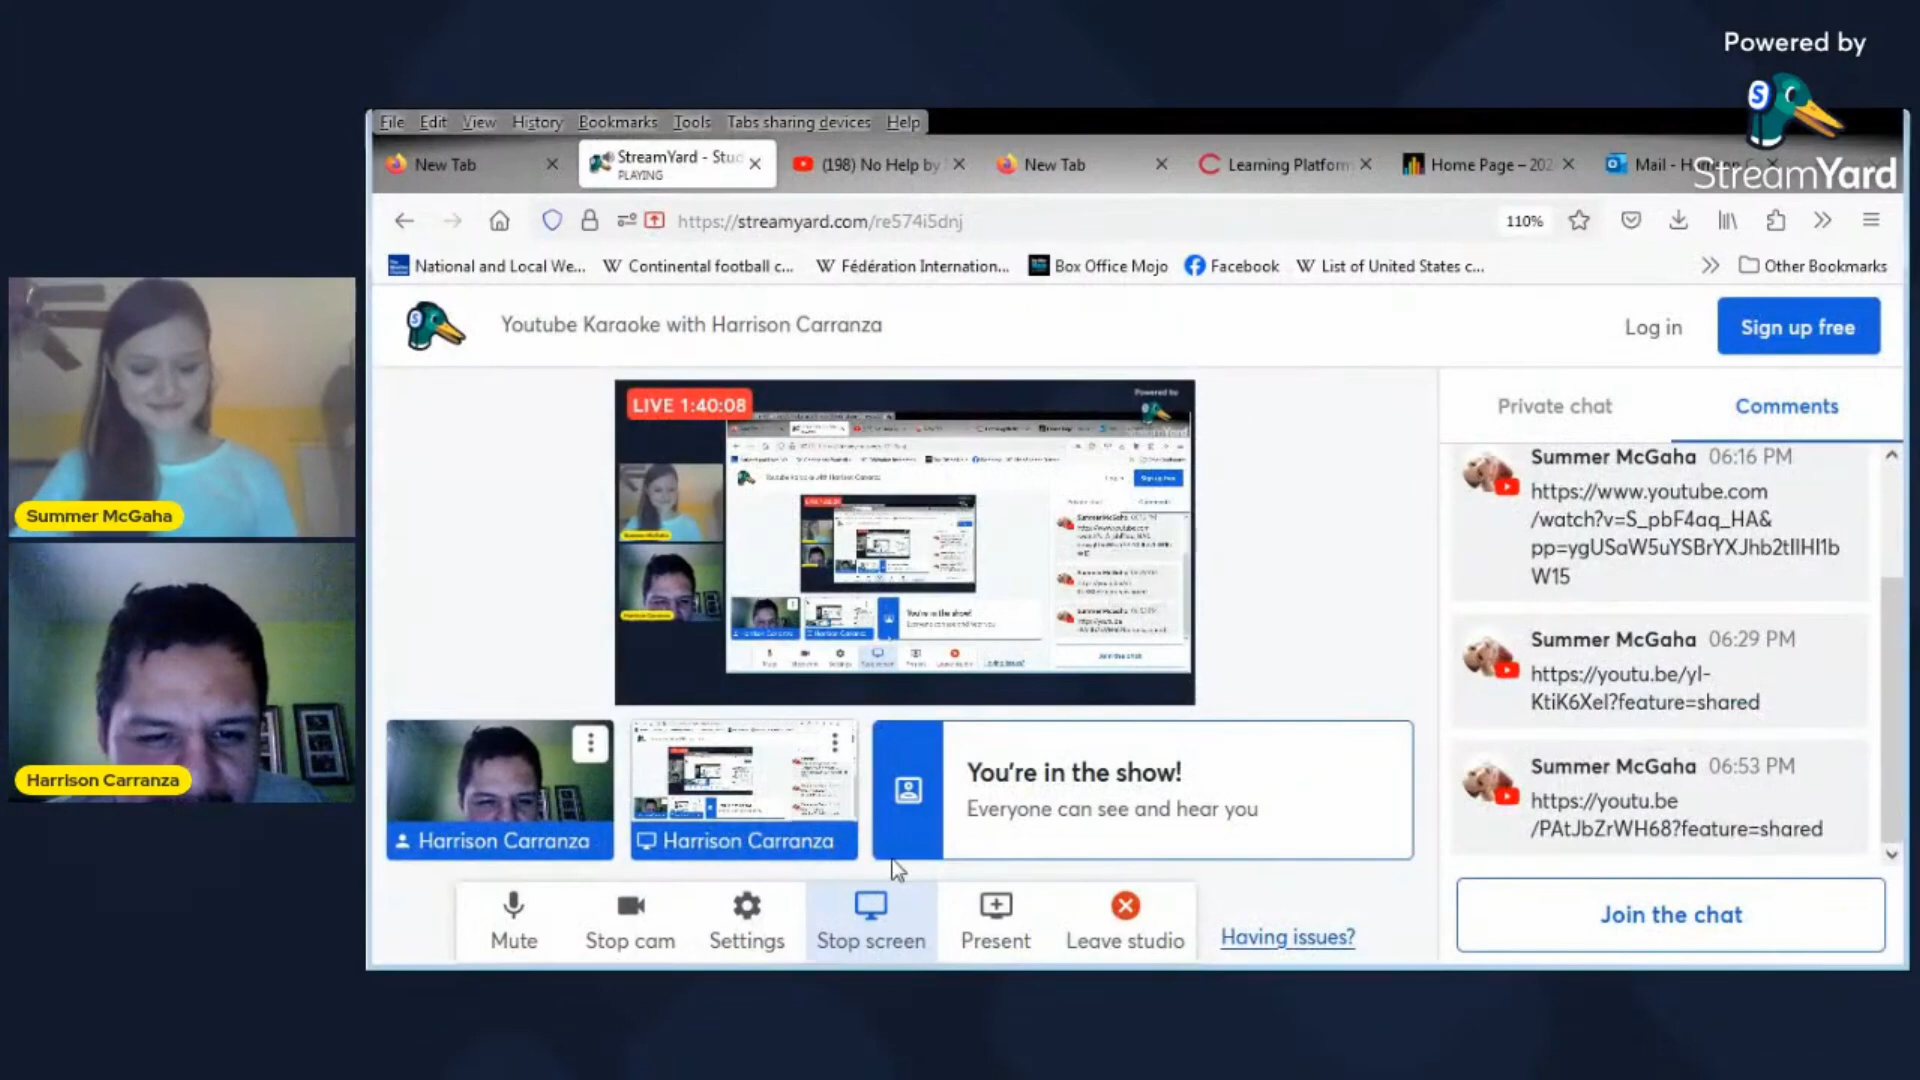 Powered by
StreamYard
File Edit View History Bookmarks Tools Tabs sharing devices Help
New Tab
StreamYard - Stud
PLAYING
(198) No Help by
New Tab
Learning Platform
Home Page – 202
Mail - Harrison C
https://streamyard.com/re574i5dnj
110%
National and Local We...
Continental football c...
Fédération Internation...
Box Office Mojo
Facebook
List of United States c...
Other Bookmarks
Youtube Karaoke with Harrison Carranza
Log in
Sign up free
LIVE 1:40:08
Private chat
Comments
Summer McGaha 06:16 PM
https://www.youtube.com
/watch?v=S_pbF4aq_HA&
W15
Summer McGaha 06:29 PM
https://youtu.be/yI-
KtiK6XeI?feature=shared
Summer McGaha 06:53 PM
https://youtu.be
/PAtJbZrWH68?feature=shared
Join the chat
Summer McGaha
Harrison Carranza
Harrison Carranza
Harrison Carranza
You're in the show!
Everyone can see and hear you
Mute
Stop cam
Settings
Stop screen
Present
Leave studio
Having issues?